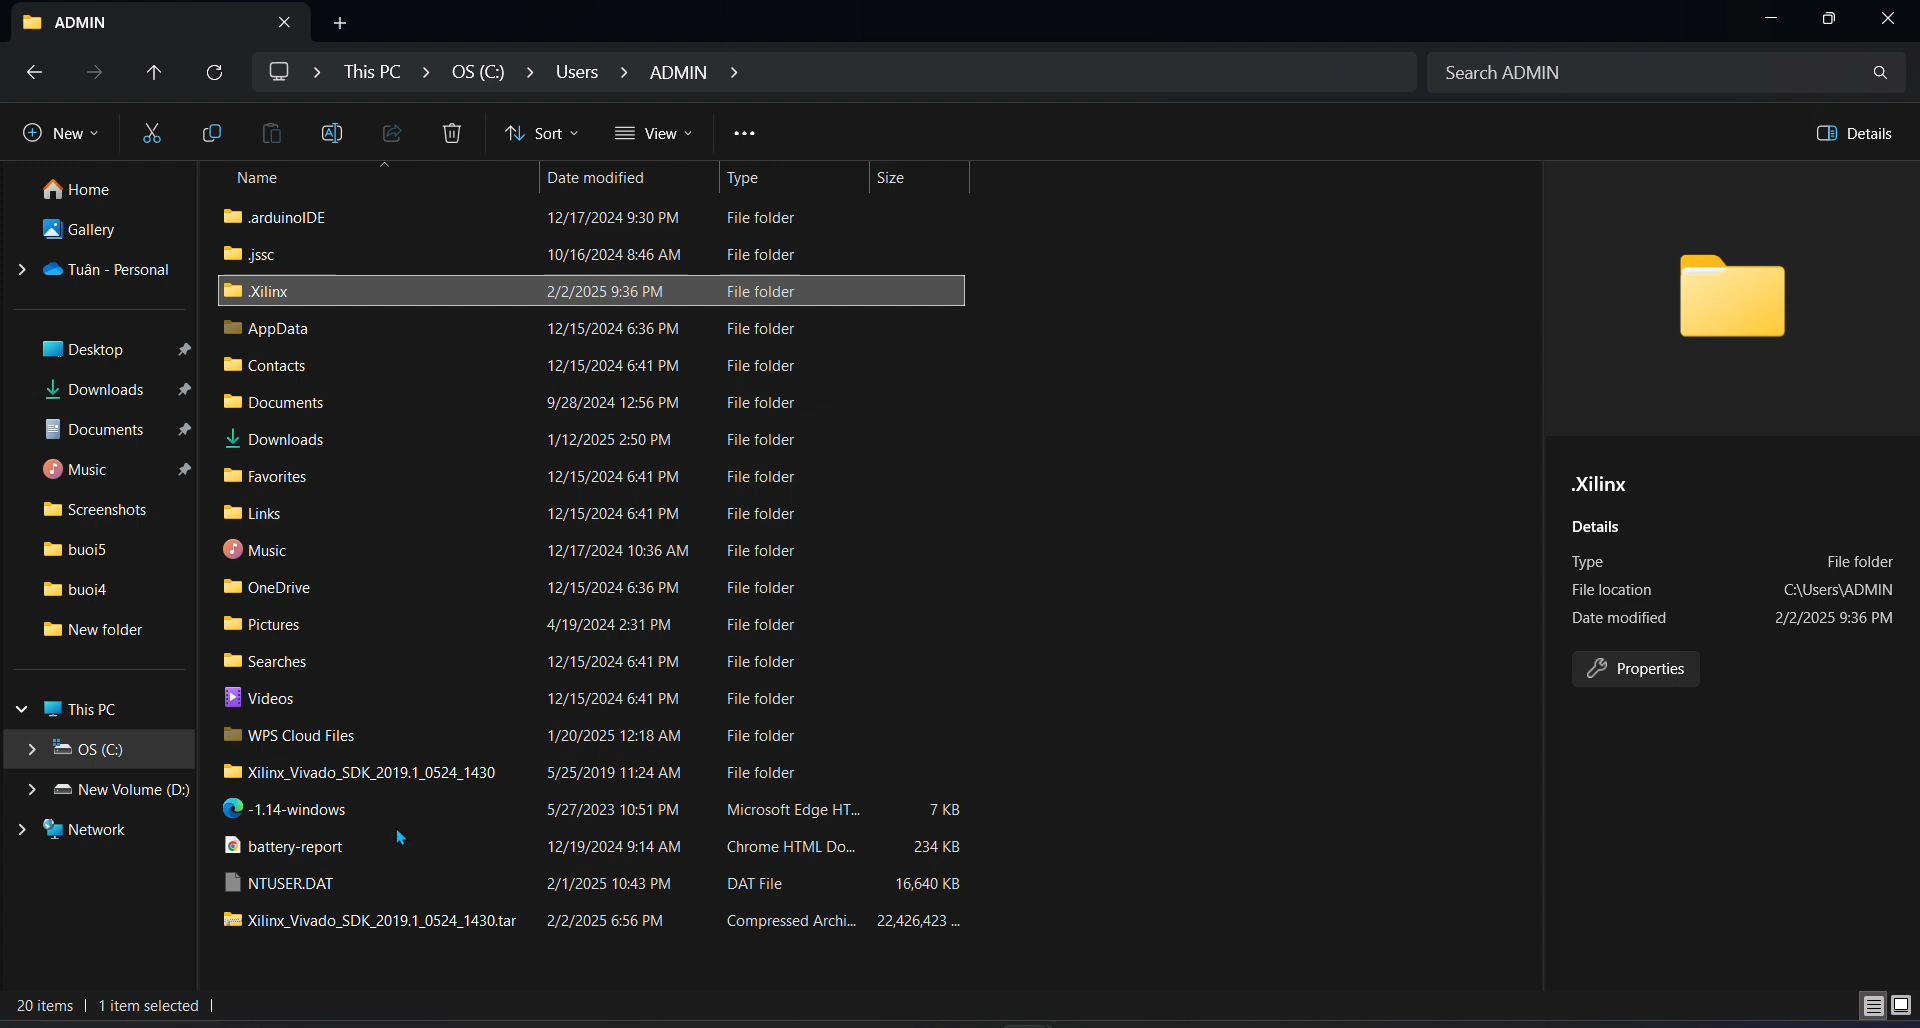 ADMIN
This PC > OS (C:) > Users > ADMIN >
Search ADMIN
New
Sort
View
Details
Home
Gallery
Tuân - Personal
Desktop
Downloads
Documents
Music
Screenshots
buoi5
buoi4
New folder
This PC
OS (C:)
New Volume (D:)
Network
Name Date modified Type Size
.arduinoIDE 12/17/2024 9:30 PM File folder
.jssc 10/16/2024 8:46 AM File folder
.Xilinx 2/2/2025 9:36 PM File folder
AppData 12/15/2024 6:36 PM File folder
Contacts 12/15/2024 6:41 PM File folder
Documents 9/28/2024 12:56 PM File folder
Downloads 1/12/2025 2:50 PM File folder
Favorites 12/15/2024 6:41 PM File folder
Links 12/15/2024 6:41 PM File folder
Music 12/17/2024 10:36 AM File folder
OneDrive 12/15/2024 6:36 PM File folder
Pictures 4/19/2024 2:31 PM File folder
Searches 12/15/2024 6:41 PM File folder
Videos 12/15/2024 6:41 PM File folder
WPS Cloud Files 1/20/2025 12:18 AM File folder
Xilinx_Vivado_SDK_2019.1_0524_1430 5/25/2019 11:24 AM File folder
-1.14-windows 5/27/2023 10:51 PM Microsoft Edge HT... 7 KB
battery-report 12/19/2024 9:14 AM Chrome HTML Do... 234 KB
NTUSER.DAT 2/1/2025 10:43 PM DAT File 16,640 KB
Xilinx_Vivado_SDK_2019.1_0524_1430.tar 2/2/2025 6:56 PM Compressed Archi... 22,426,423 ...
.Xilinx
Details
Type File folder
File location C:\Users\ADMIN
Date modified 2/2/2025 9:36 PM
Properties
20 items | 1 item selected |